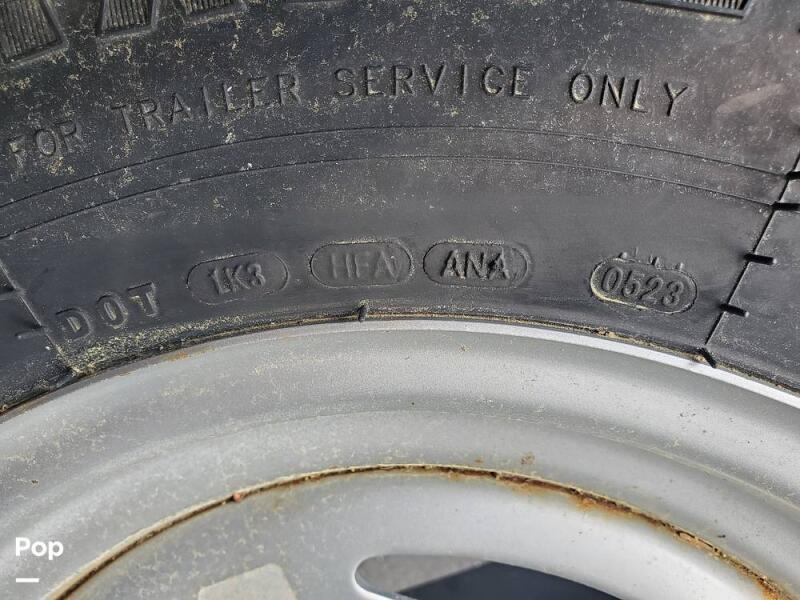 FOR TRAILER SERVICE ONLY
DOT 1K3 HFA ANA 0523
Pop